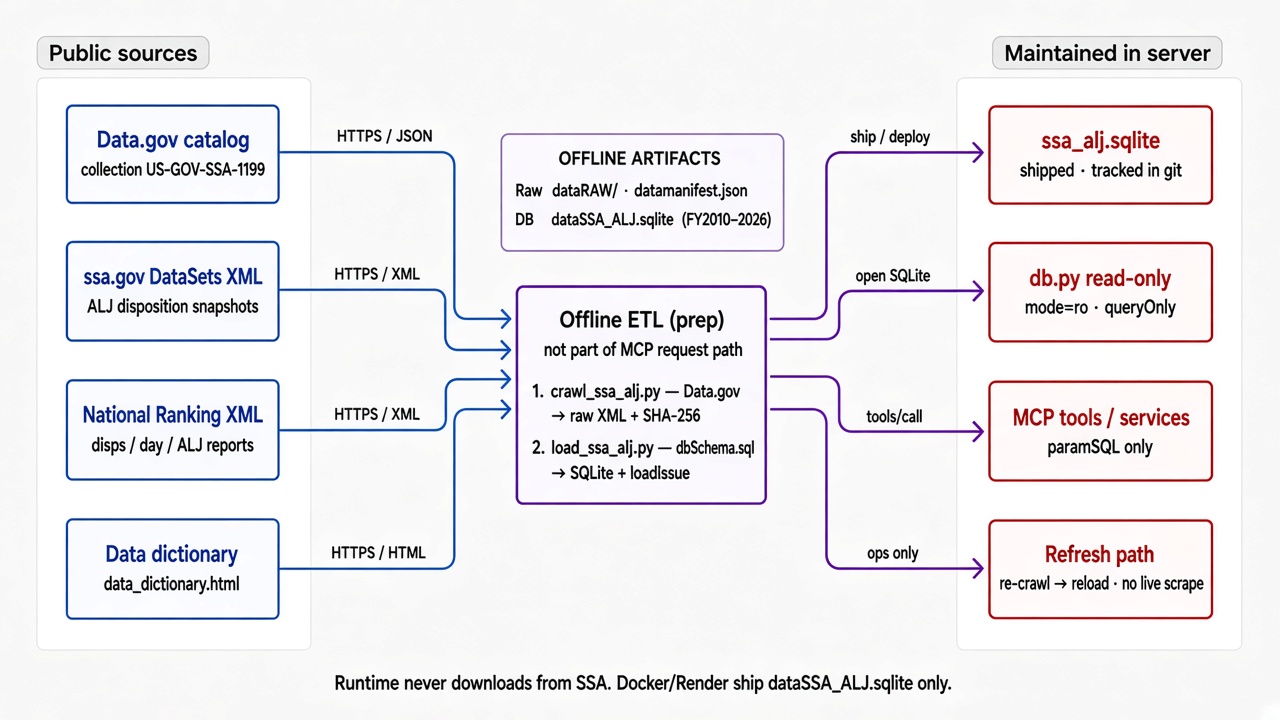 Public sources
Data.gov catalog
collection US-GOV-SSA-1199
ssa.gov DataSets XML
ALJ disposition snapshots
National Ranking XML
disps / day / ALJ reports
Data dictionary
data_dictionary.html
HTTPS / JSON
HTTPS / XML
HTTPS / XML
HTTPS / HTML
OFFLINE ARTIFACTS
Raw dataRAW/ · datamanifest.json
DB dataSSA_ALJ.sqlite (FY2010–2026)
Offline ETL (prep)
not part of MCP request path
1. crawl_ssa_alj.py — Data.gov
→ raw XML + SHA-256
2. load_ssa_alj.py — dbSchema.sql
→ SQLite + loadIssue
ship / deploy
open SQLite
tools/call
ops only
Maintained in server
ssa_alj.sqlite
shipped · tracked in git
db.py read-only
mode=ro · queryOnly
MCP tools / services
paramSQL only
Refresh path
re-crawl → reload · no live scrape
Runtime never downloads from SSA. Docker/Render ship dataSSA_ALJ.sqlite only.